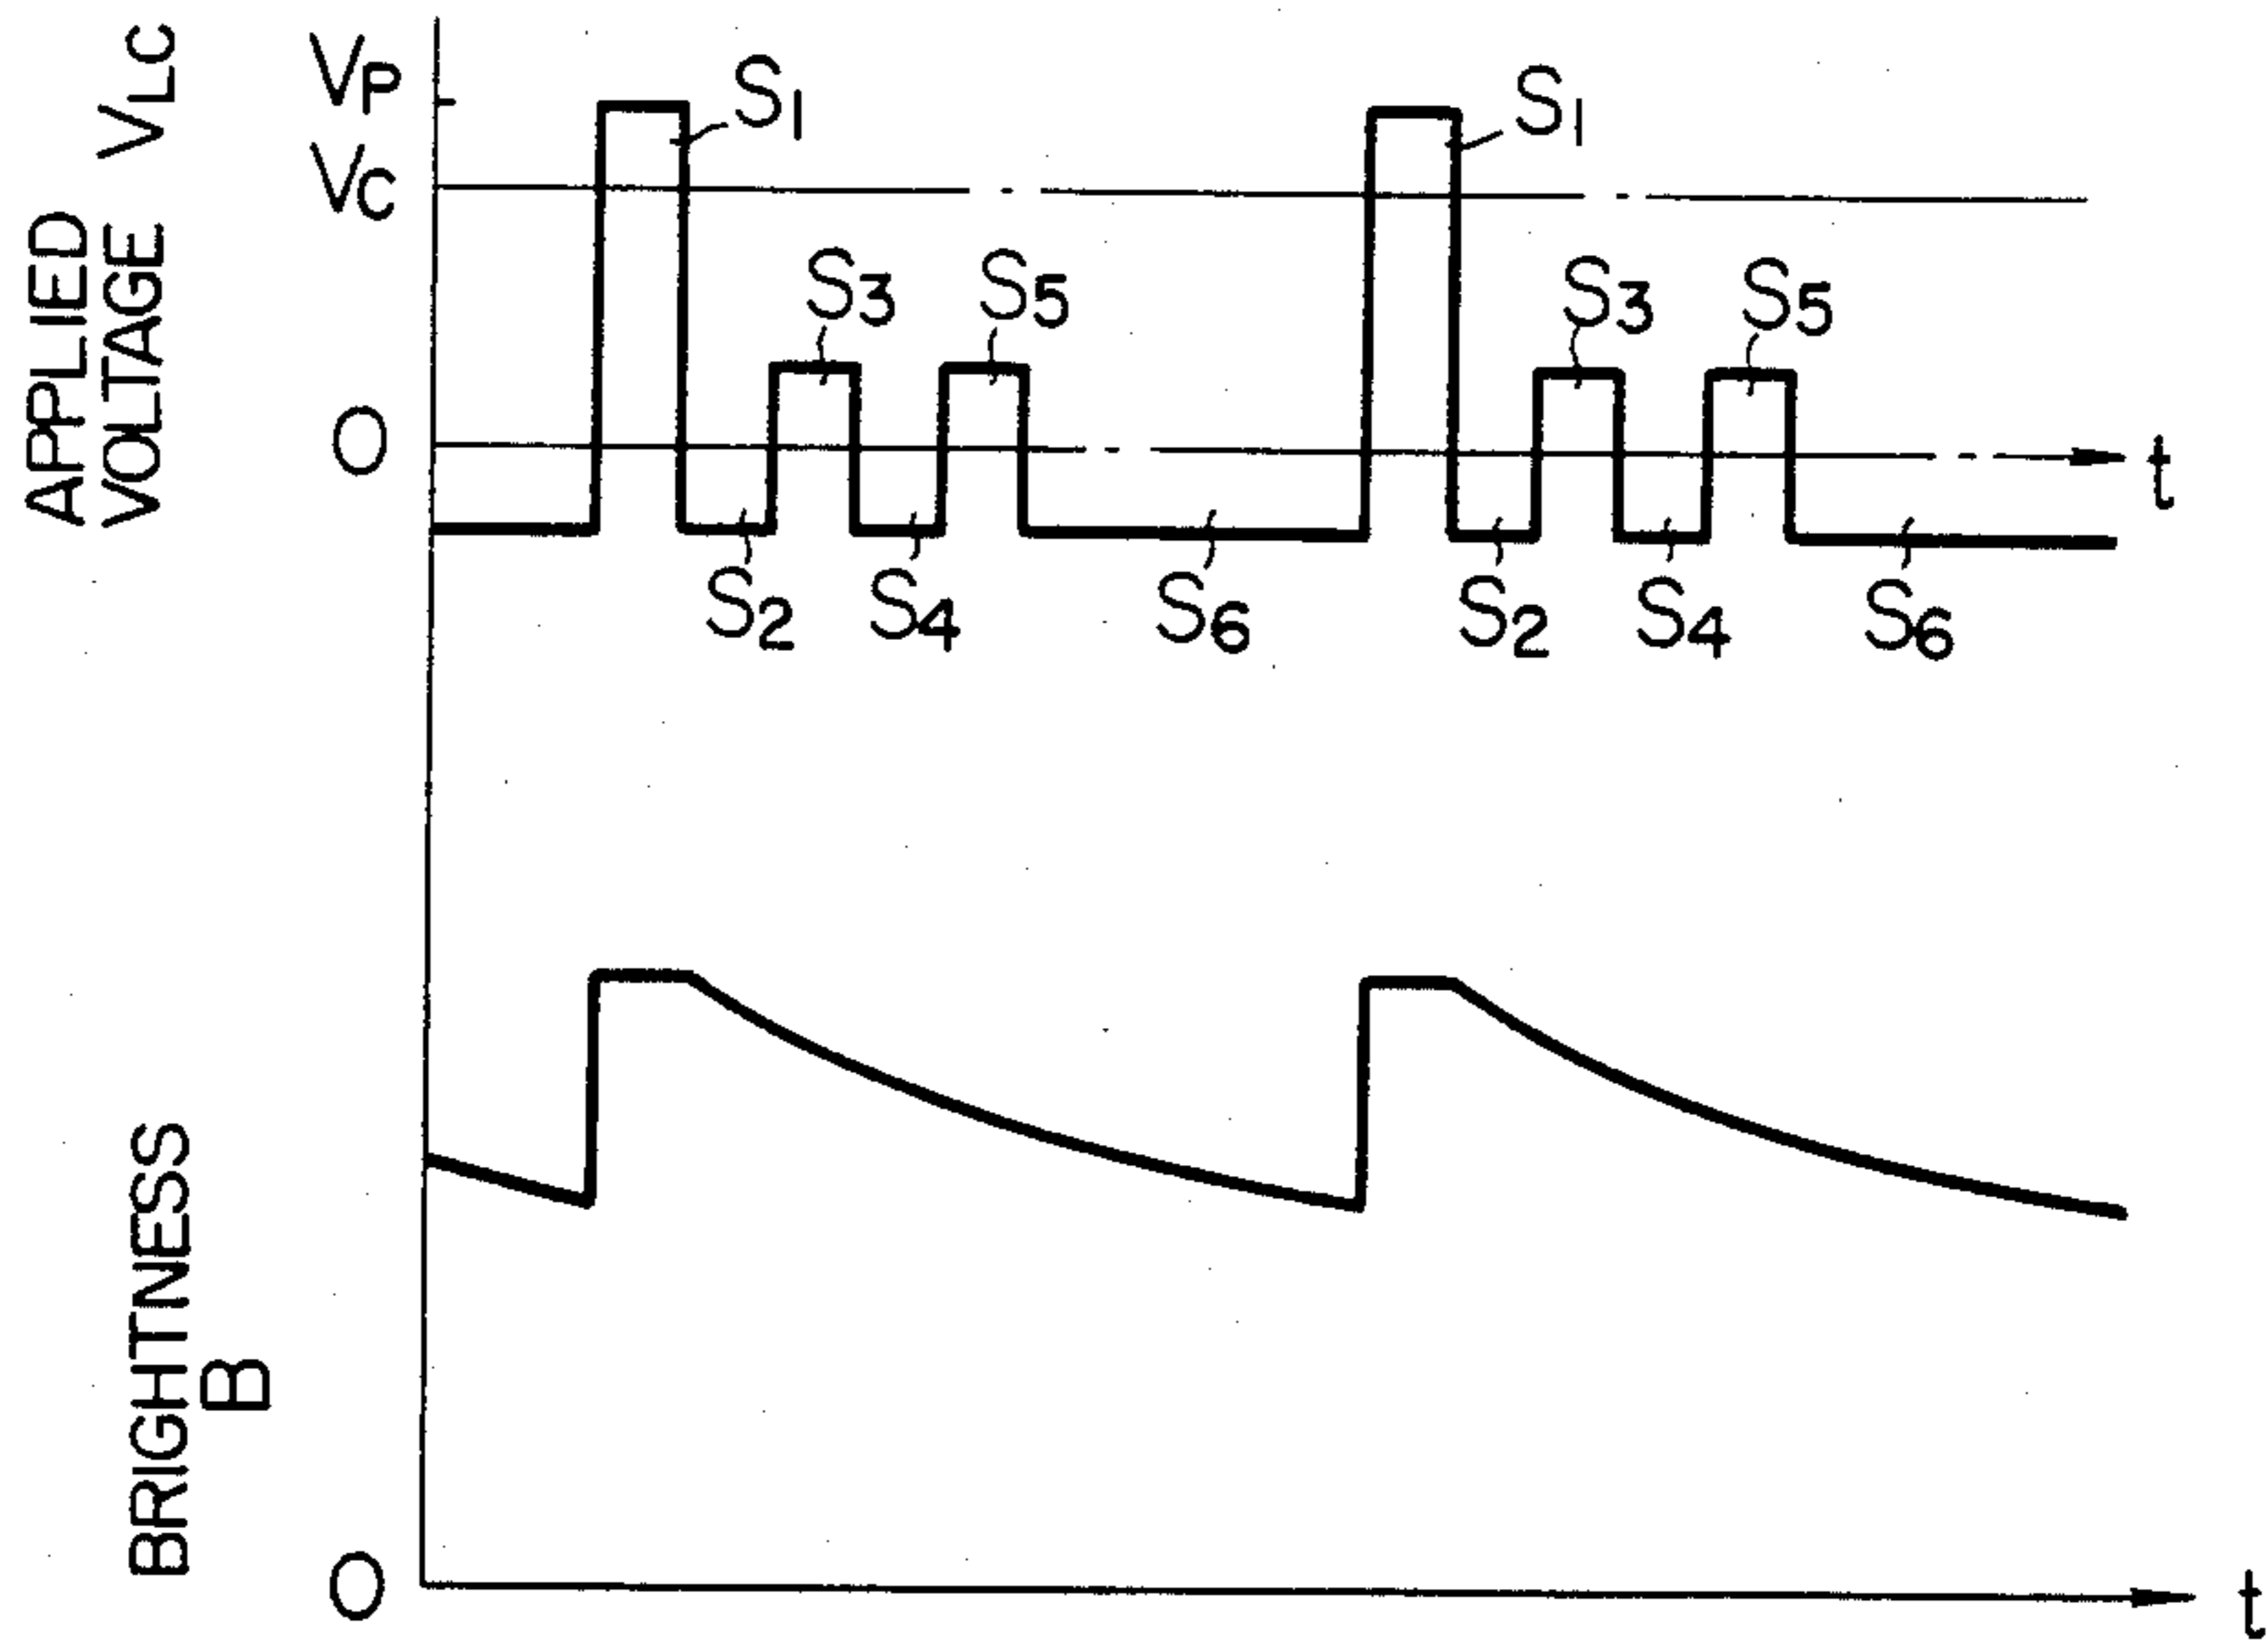 APPLIED
VOLTAGE VLC
VP
VC
O
S1
S1
S3
S5
S3
S5
t
S2
S4
S6
S2
S4
S6
BRIGHTNESS
B
O
t